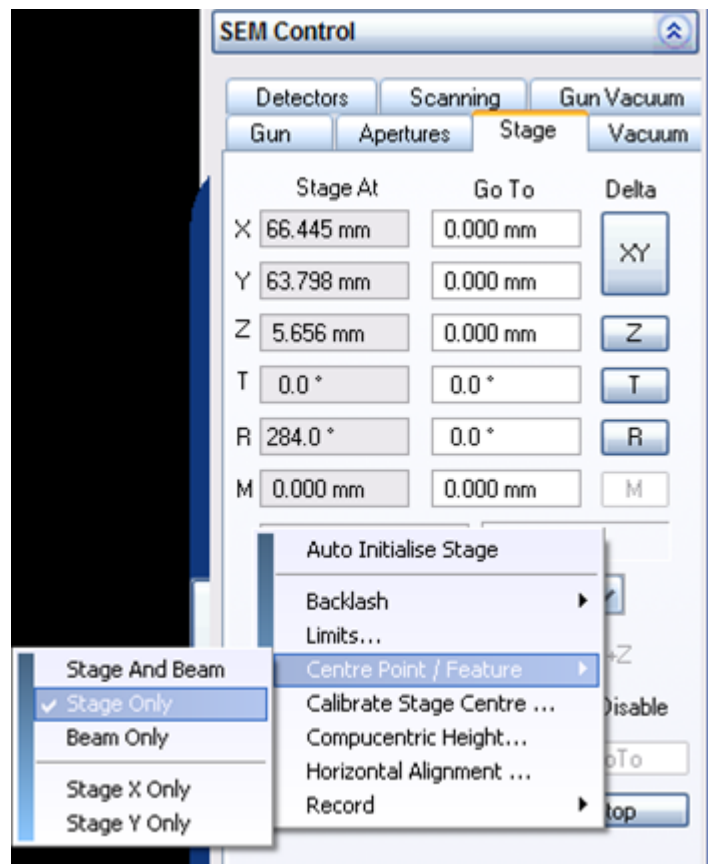 SEM Control
Detectors Scanning Gun Vacuum
Gun Apertures Stage Vacuum
Stage At Go To Delta
X 66.445 mm 0.000 mm XY
Y 63.798 mm 0.000 mm
Z 5.656 mm 0.000 mm Z
T 0.0 ° 0.0 ° T
R 284.0 ° 0.0 ° R
M 0.000 mm 0.000 mm M
Auto Initialise Stage
Backlash
Limits...
Centre Point / Feature
+Z
Calibrate Stage Centre ...
Disable
Compucentric Height...
Horizontal Alignment ...
Record
Stage And Beam
Stage Only
Beam Only
Stage X Only
Stage Y Only